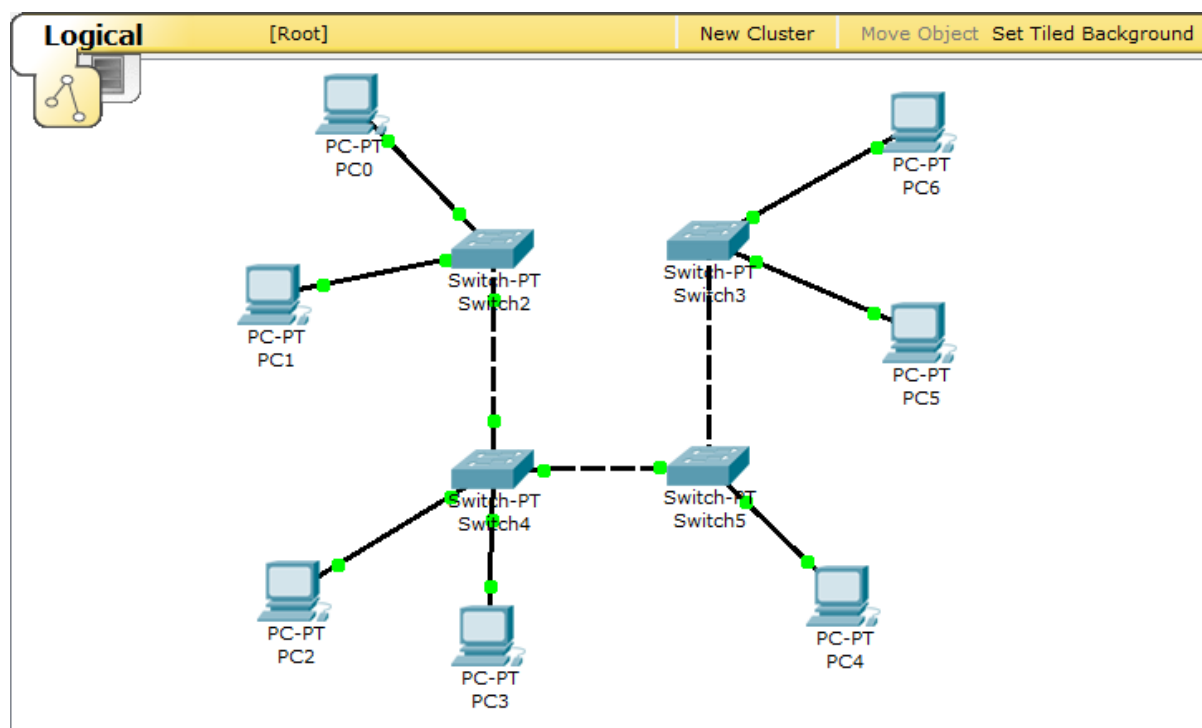 Logical [Root] New Cluster Move Object Set Tiled Background
PC-PT
PC0
PC-PT
PC6
Switch-PT
Switch2
Switch-PT
Switch3
PC-PT
PC1
PC-PT
PC5
Switch-PT
Switch4
Switch-PT
Switch5
PC-PT
PC2
PC-PT
PC3
PC-PT
PC4